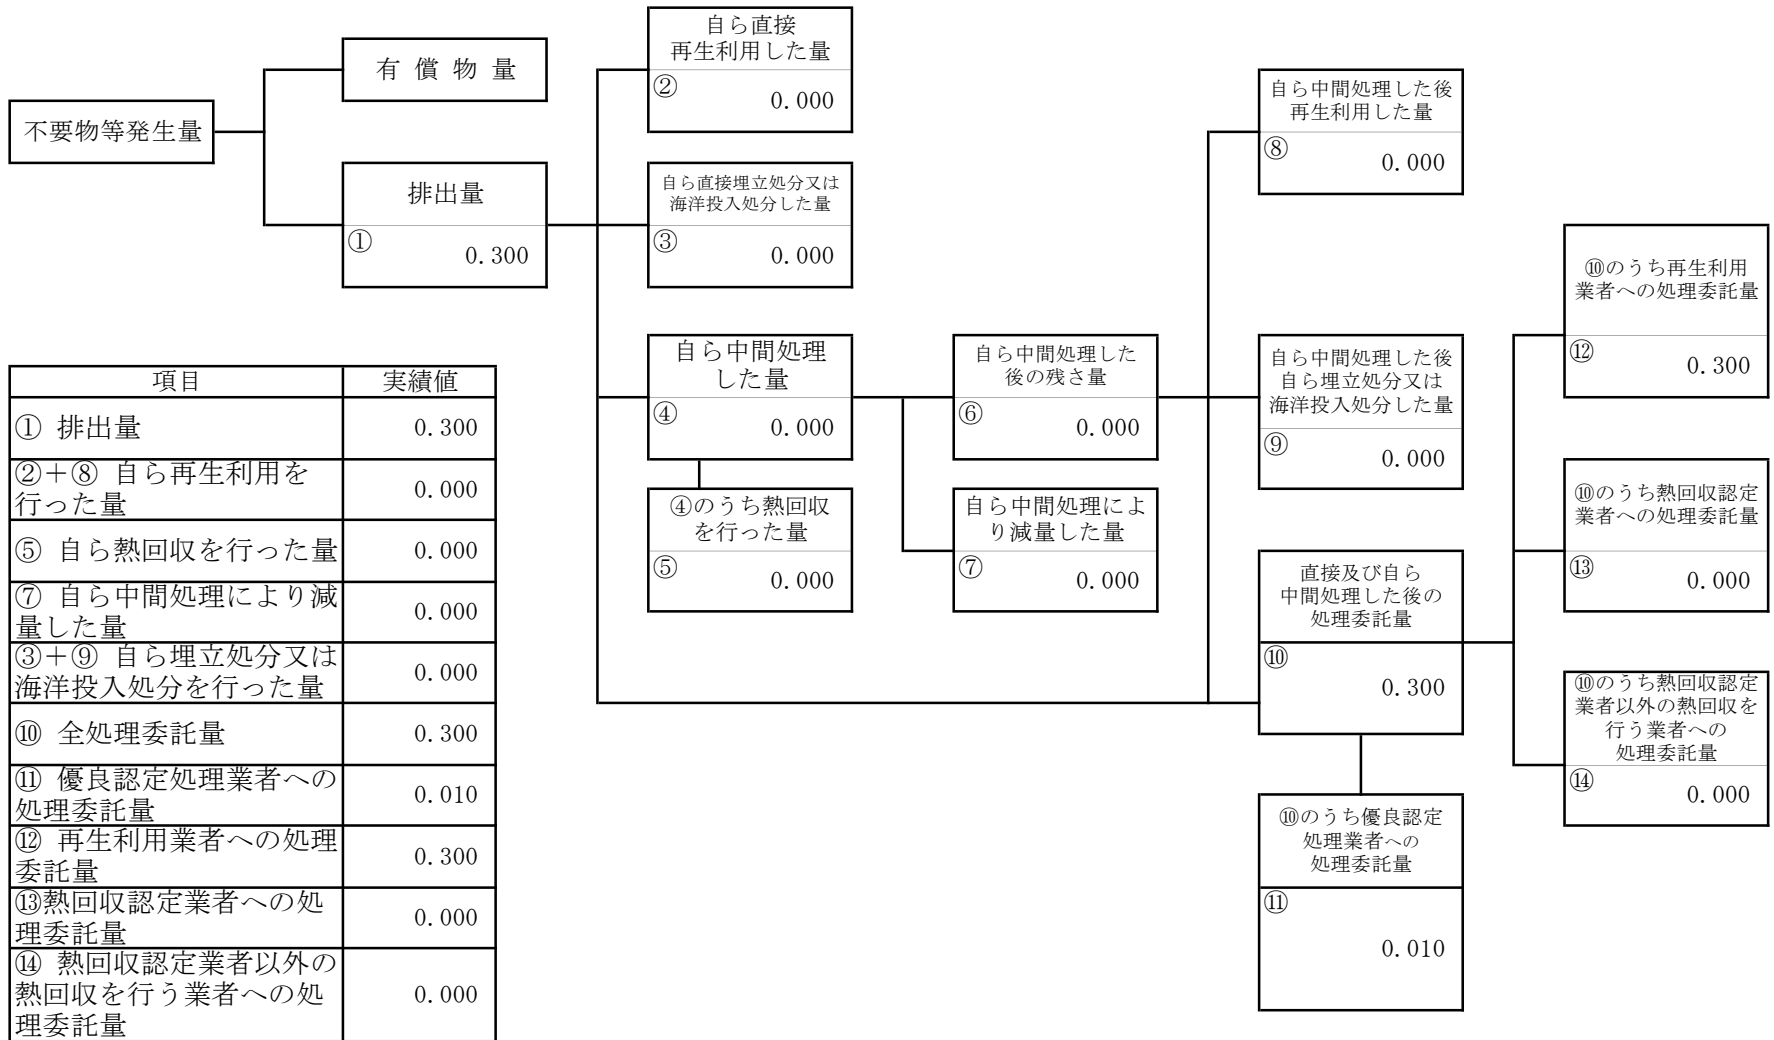 不要物等発生量
有 償 物 量
排出量
①
0.300
自ら直接
再生利用した量
②
0.000
自ら直接埋立処分又は
海洋投入処分した量
③
0.000
自ら中間処理
した量
④
0.000
④のうち熱回収
を行った量
⑤
0.000
自ら中間処理した
後の残さ量
⑥
0.000
自ら中間処理によ
り減量した量
⑦
0.000
自ら中間処理した後
再生利用した量
⑧
0.000
自ら中間処理した後
自ら埋立処分又は
海洋投入処分した量
⑨
0.000
直接及び自ら
中間処理した後の
処理委託量
⑩
0.300
⑩のうち優良認定
処理業者への
処理委託量
⑪
0.010
⑩のうち再生利用
業者への処理委託量
⑫
0.300
⑩のうち熱回収認定
業者への処理委託量
⑬
0.000
⑩のうち熱回収認定
業者以外の熱回収を
行う業者への
処理委託量
⑭
0.000
項目 実績値
① 排出量 0.300
②＋⑧ 自ら再生利用を
行った量 0.000
⑤ 自ら熱回収を行った量 0.000
⑦ 自ら中間処理により減
量した量 0.000
③＋⑨ 自ら埋立処分又は
海洋投入処分を行った量 0.000
⑩ 全処理委託量 0.300
⑪ 優良認定処理業者への
処理委託量 0.010
⑫ 再生利用業者への処理
委託量 0.300
⑬熱回収認定業者への処
理委託量 0.000
⑭ 熱回収認定業者以外の
熱回収を行う業者への処
理委託量 0.000